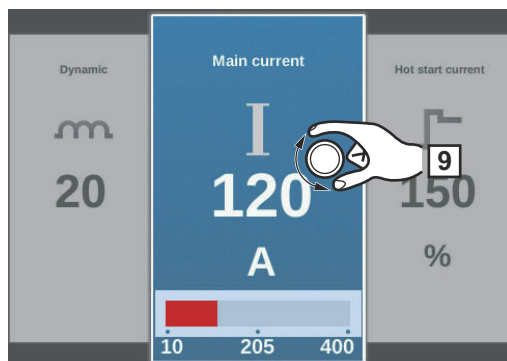 Dynamic
20
Main current
I
120
A
10 205 400
Hot start current
150
%
9